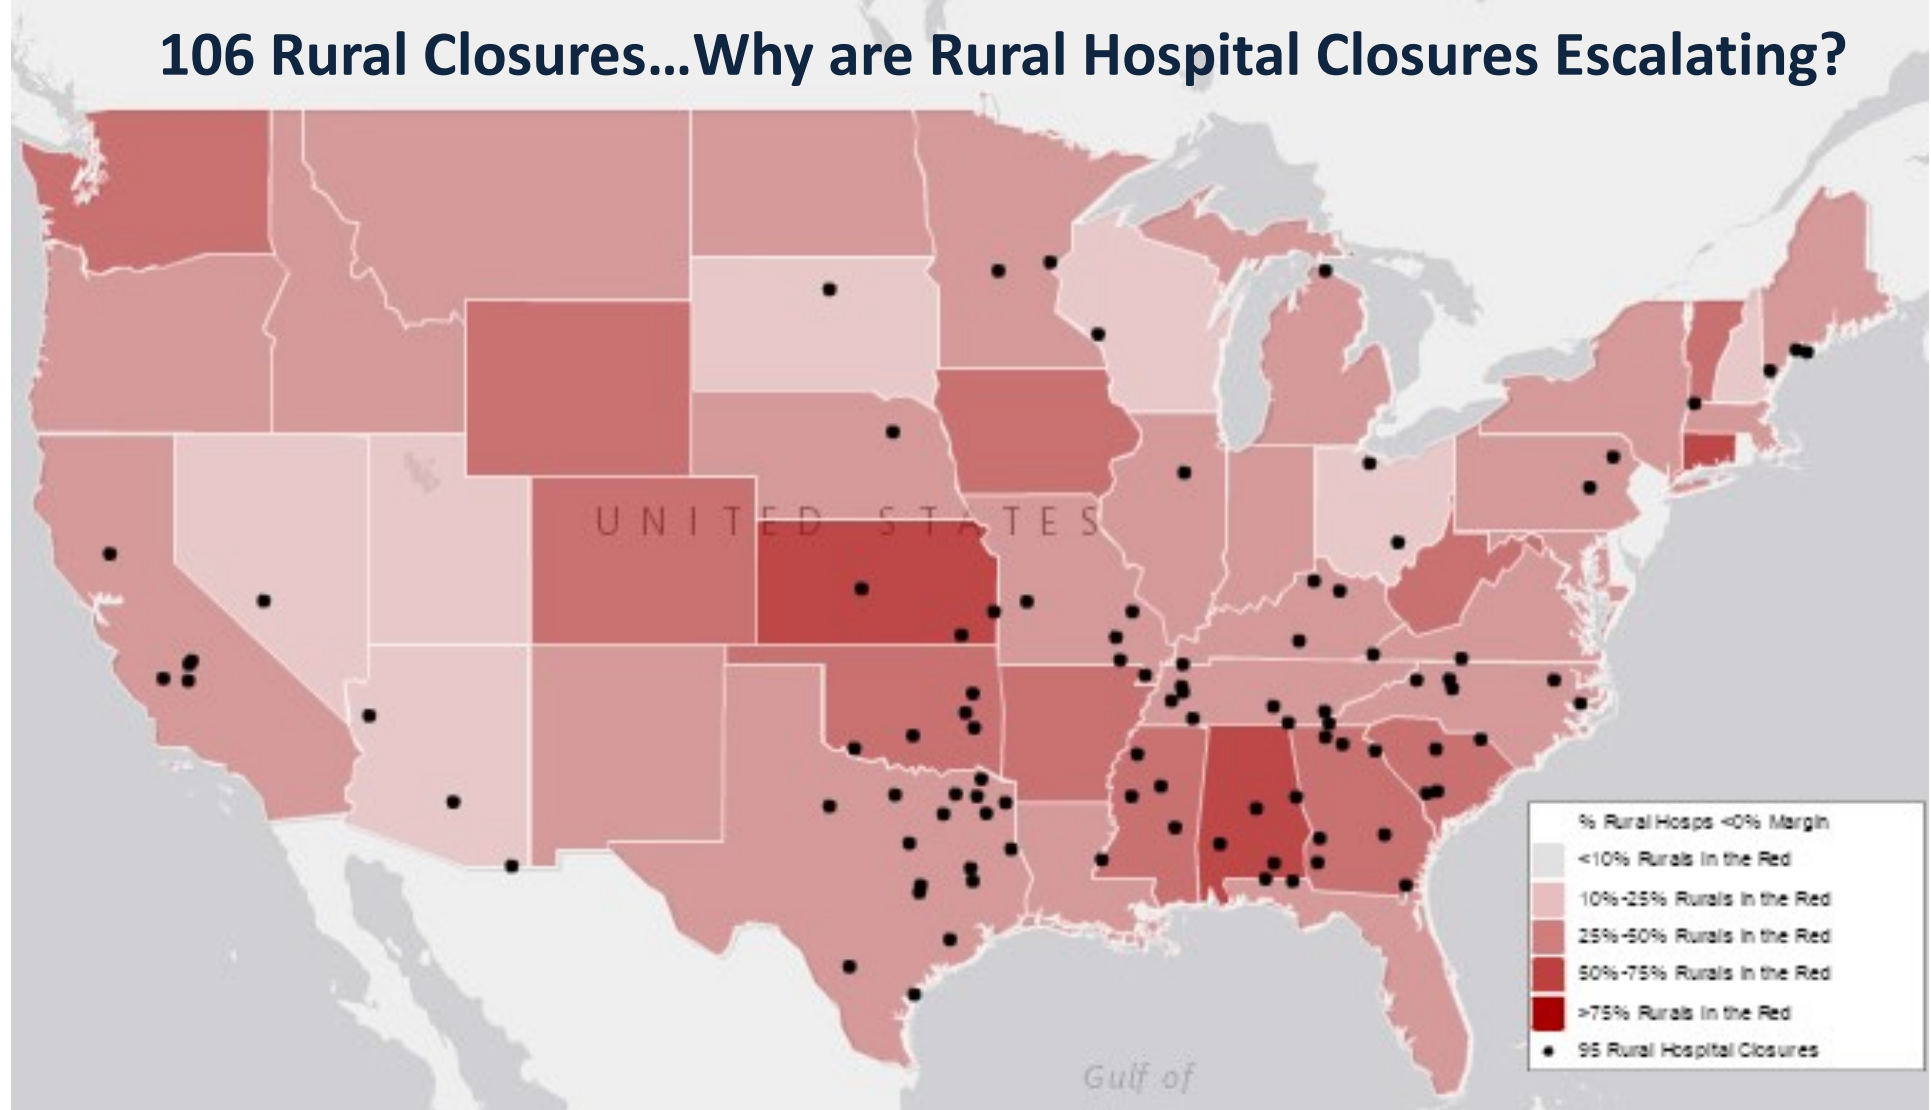 106 Rural Closures...Why are Rural Hospital Closures Escalating?
UNITED STATES
% Rural Hosps <0% Margin
<10% Rurals In the Red
10%-25% Rurals In the Red
25%-50% Rurals In the Red
50%-75% Rurals In the Red
>75% Rurals In the Red
95 Rural Hospital Closures
Gulf of